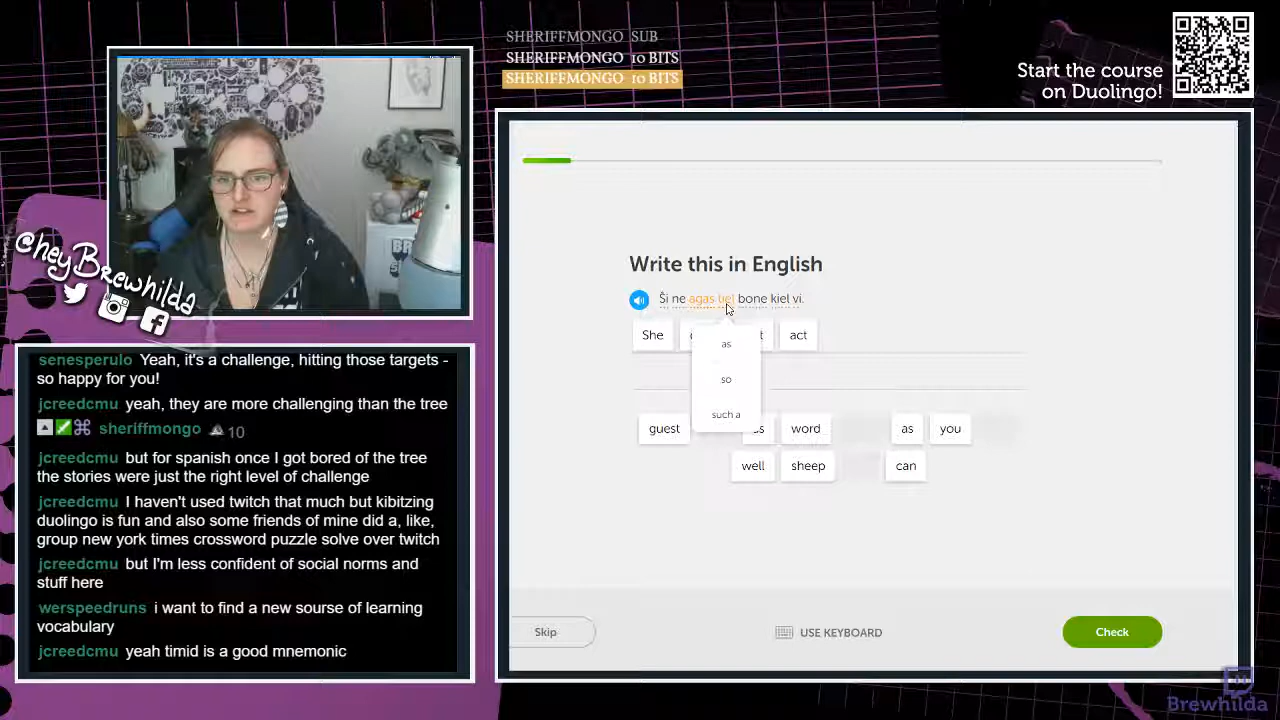 SHERIFFMONGO SUB
SHERIFFMONGO 10 BITS
SHERIFFMONGO 10 BITS
Start the course
on Duolingo!
@heyBrewhilda
senesperulo Yeah, it's a challenge, hitting those targets -
so happy for you!
jcreedcmu yeah, they are more challenging than the tree
sheriffmongo 10
jcreedcmu but for spanish once I got bored of the tree
the stories were just the right level of challenge
jcreedcmu I haven't used twitch that much but kibitzing
duolingo is fun and also some friends of mine did a, like,
group new york times crossword puzzle solve over twitch
jcreedcmu but I'm less confident of social norms and
stuff here
werspeedruns i want to find a new sourse of learning
vocabulary
jcreedcmu yeah timid is a good mnemonic
Write this in English
Ŝi ne agas tiel bone kiel vi.
She act
as
so
such a
guest word as you
well sheep can
Skip
USE KEYBOARD
Check
Brewhilda